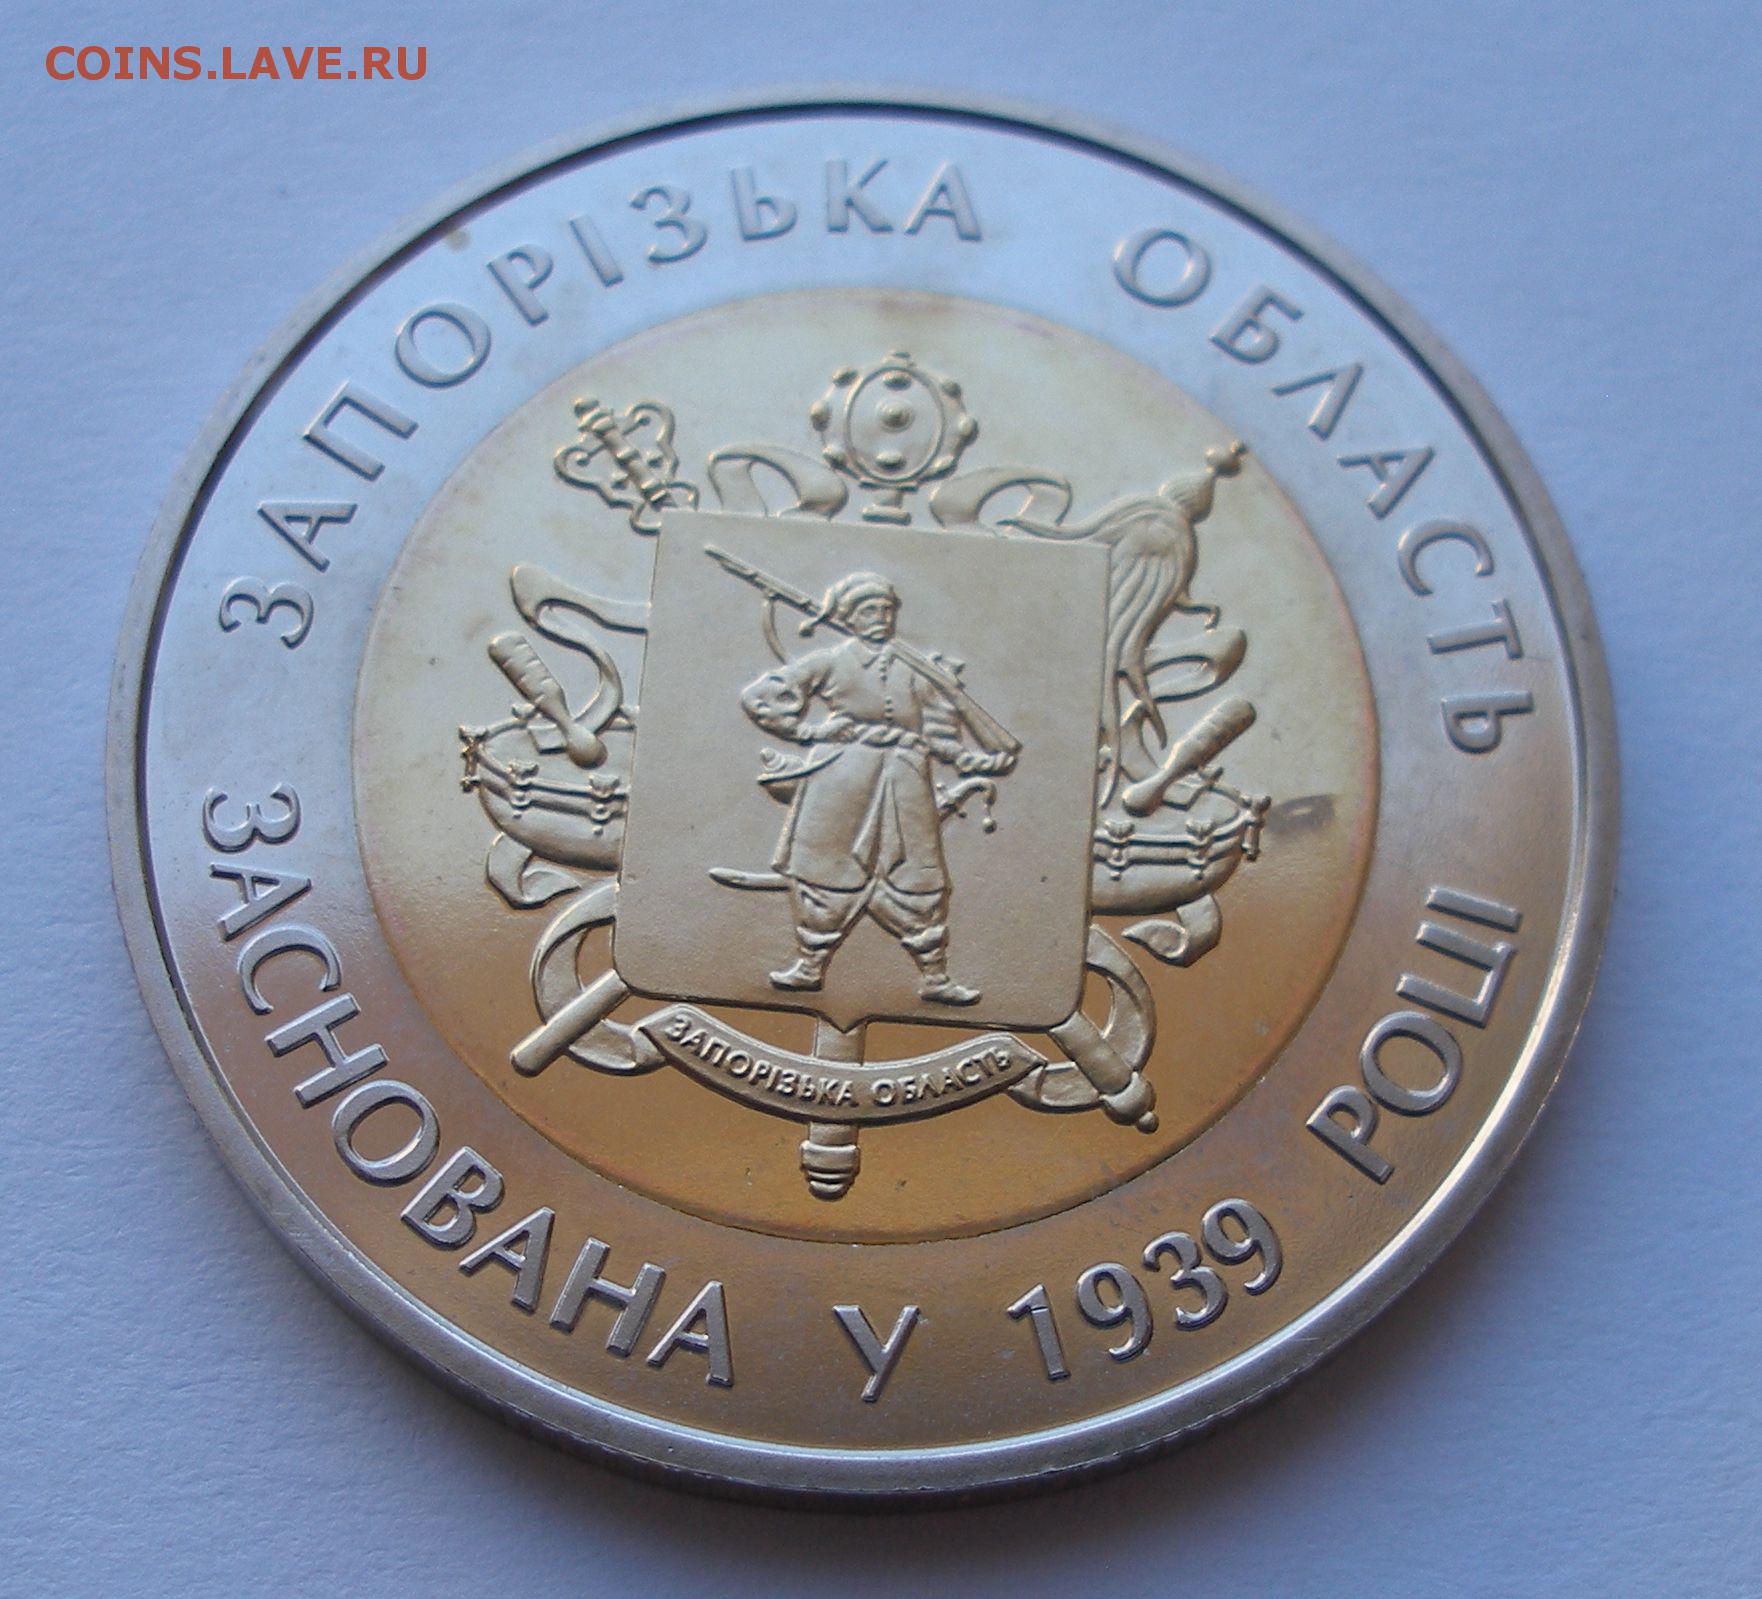 COINS.LAVE.RU
ЗАПОРІЗЬКА ОБЛАСТЬ
ЗАПОРІЗЬКА ОБЛАСТЬ
ЗАСНОВАНА У 1939 РОЦІ